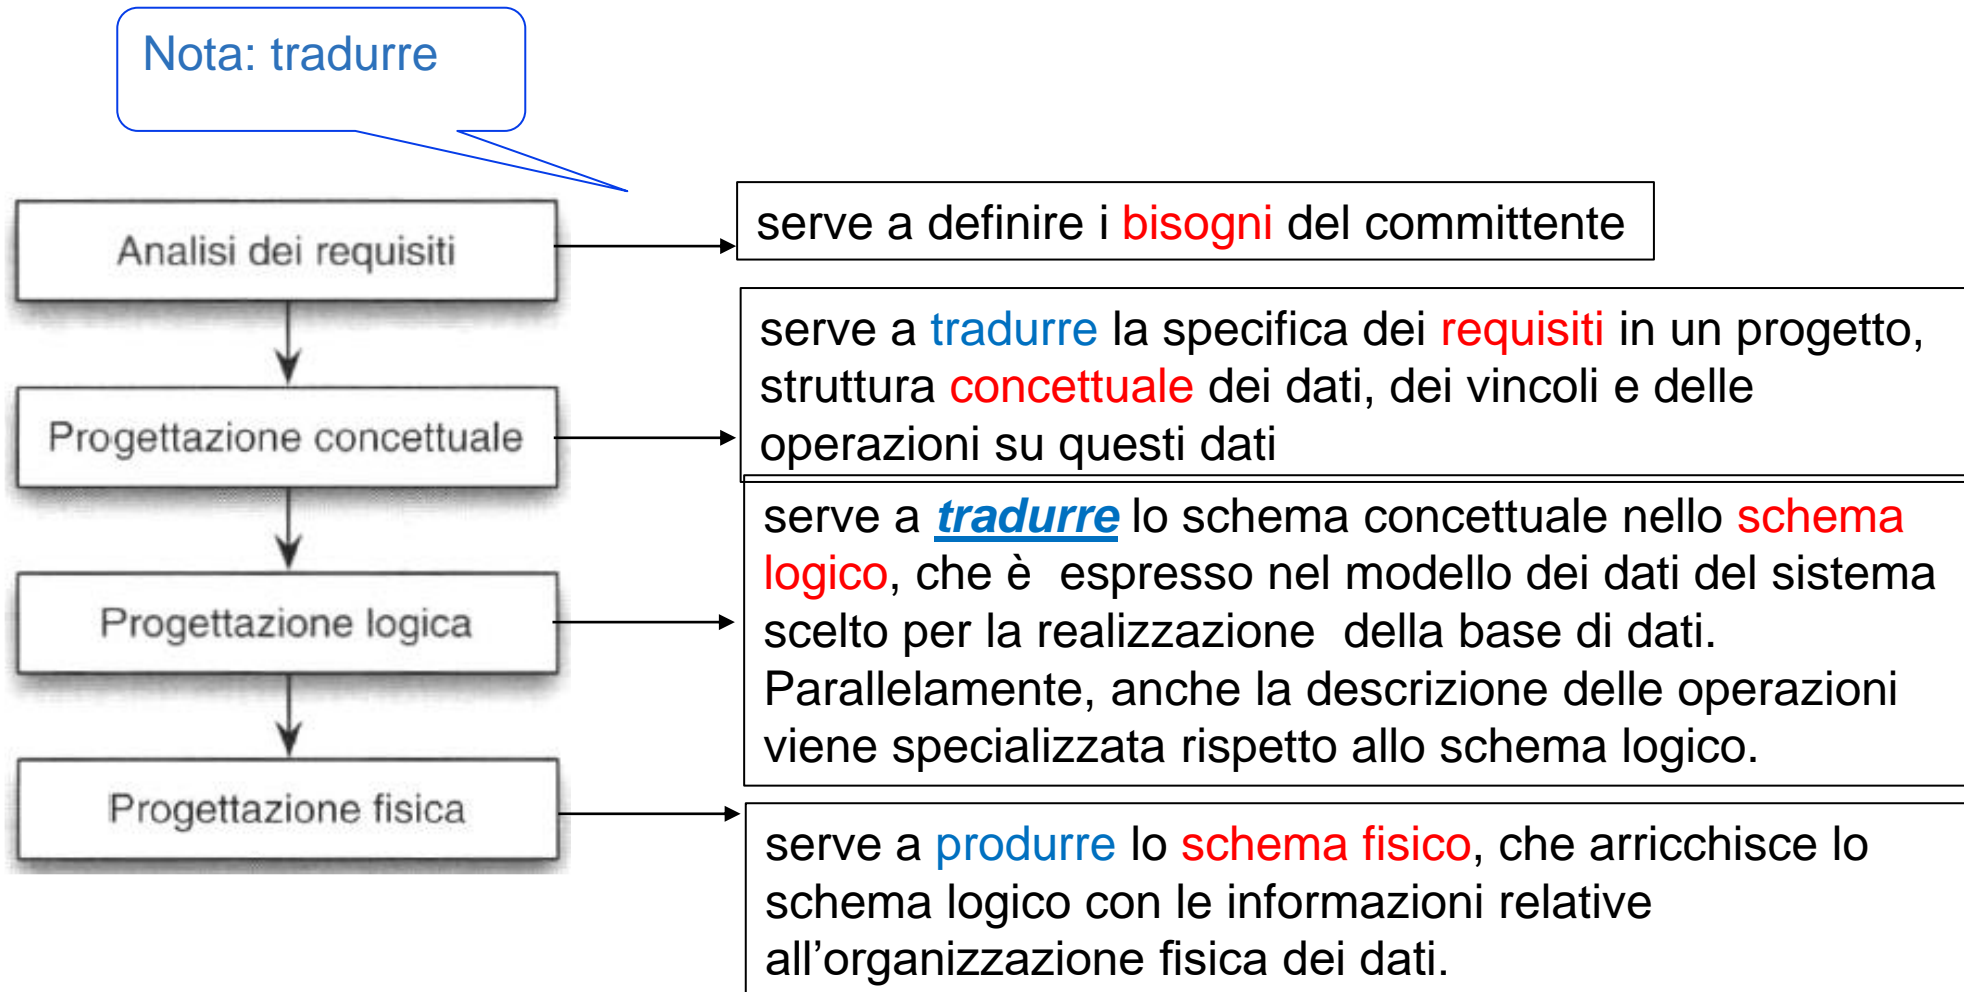 Nota: tradurre
Analisi dei requisiti
serve a definire i bisogni del committente
Progettazione concettuale
serve a tradurre la specifica dei requisiti in un progetto,
struttura concettuale dei dati, dei vincoli e delle
operazioni su questi dati
Progettazione logica
serve a tradurre lo schema concettuale nello schema
logico, che è espresso nel modello dei dati del sistema
scelto per la realizzazione della base di dati.
Parallelamente, anche la descrizione delle operazioni
viene specializzata rispetto allo schema logico.
Progettazione fisica
serve a produrre lo schema fisico, che arricchisce lo
schema logico con le informazioni relative
all’organizzazione fisica dei dati.